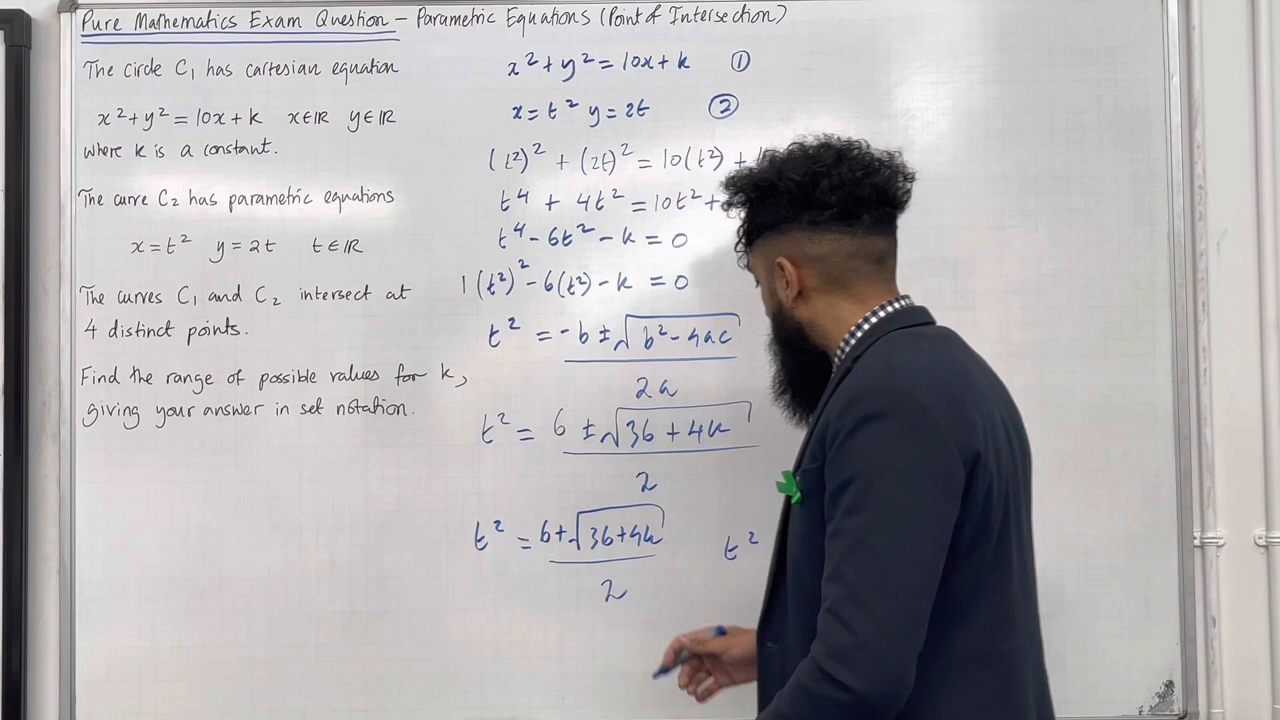 Pure Mathematics Exam Question – Parametric Equations (Point of Intersection)
The circle C₁ has cartesian equation
x² + y² = 10x + k x∈ℝ y∈ℝ
where k is a constant.
The curve C₂ has parametric equations
x = t² y = 2t t∈ℝ
The curves C₁ and C₂ intersect at
4 distinct points.
Find the range of possible values for k,
giving your answer in set notation.
x² + y² = 10x + k ①
x = t² y = 2t ②
(t²)² + (2t)² = 10(t²) +
t⁴ + 4t² = 10t² +
t⁴ - 6t² - k = 0
1(t²)² - 6(t²) - k = 0
t² = -b ± √(b² - 4ac)
2a
t² = 6 ± √(36 + 4k)
2
t² = 6 + √(36 + 4k) t²
2